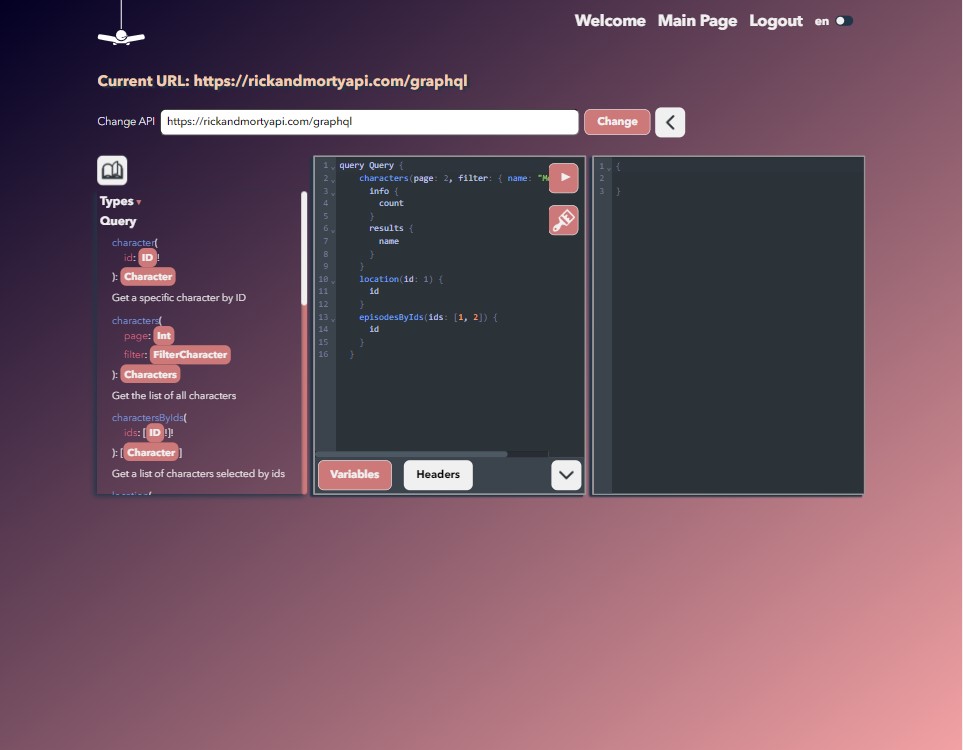 Welcome Main Page Logout en
Current URL: https://rickandmortyapi.com/graphql
Change API https://rickandmortyapi.com/graphql Change
Types ▾
Query
character(
id: ID!
): Character
Get a specific character by ID
characters(
page: Int
filter: FilterCharacter
): Characters
Get the list of all characters
charactersByIds(
ids: [ID!]!
): [Character]
Get a list of characters selected by ids
1 query Query {
2 characters(page: 2, filter: { name: "M
3 info {
4 count
5 }
6 results {
7 name
8 }
9 }
10 location(id: 1) {
11 id
12 }
13 episodesByIds(ids: [1, 2]) {
14 id
15 }
16 }
Variables Headers
1 {
2
3 }